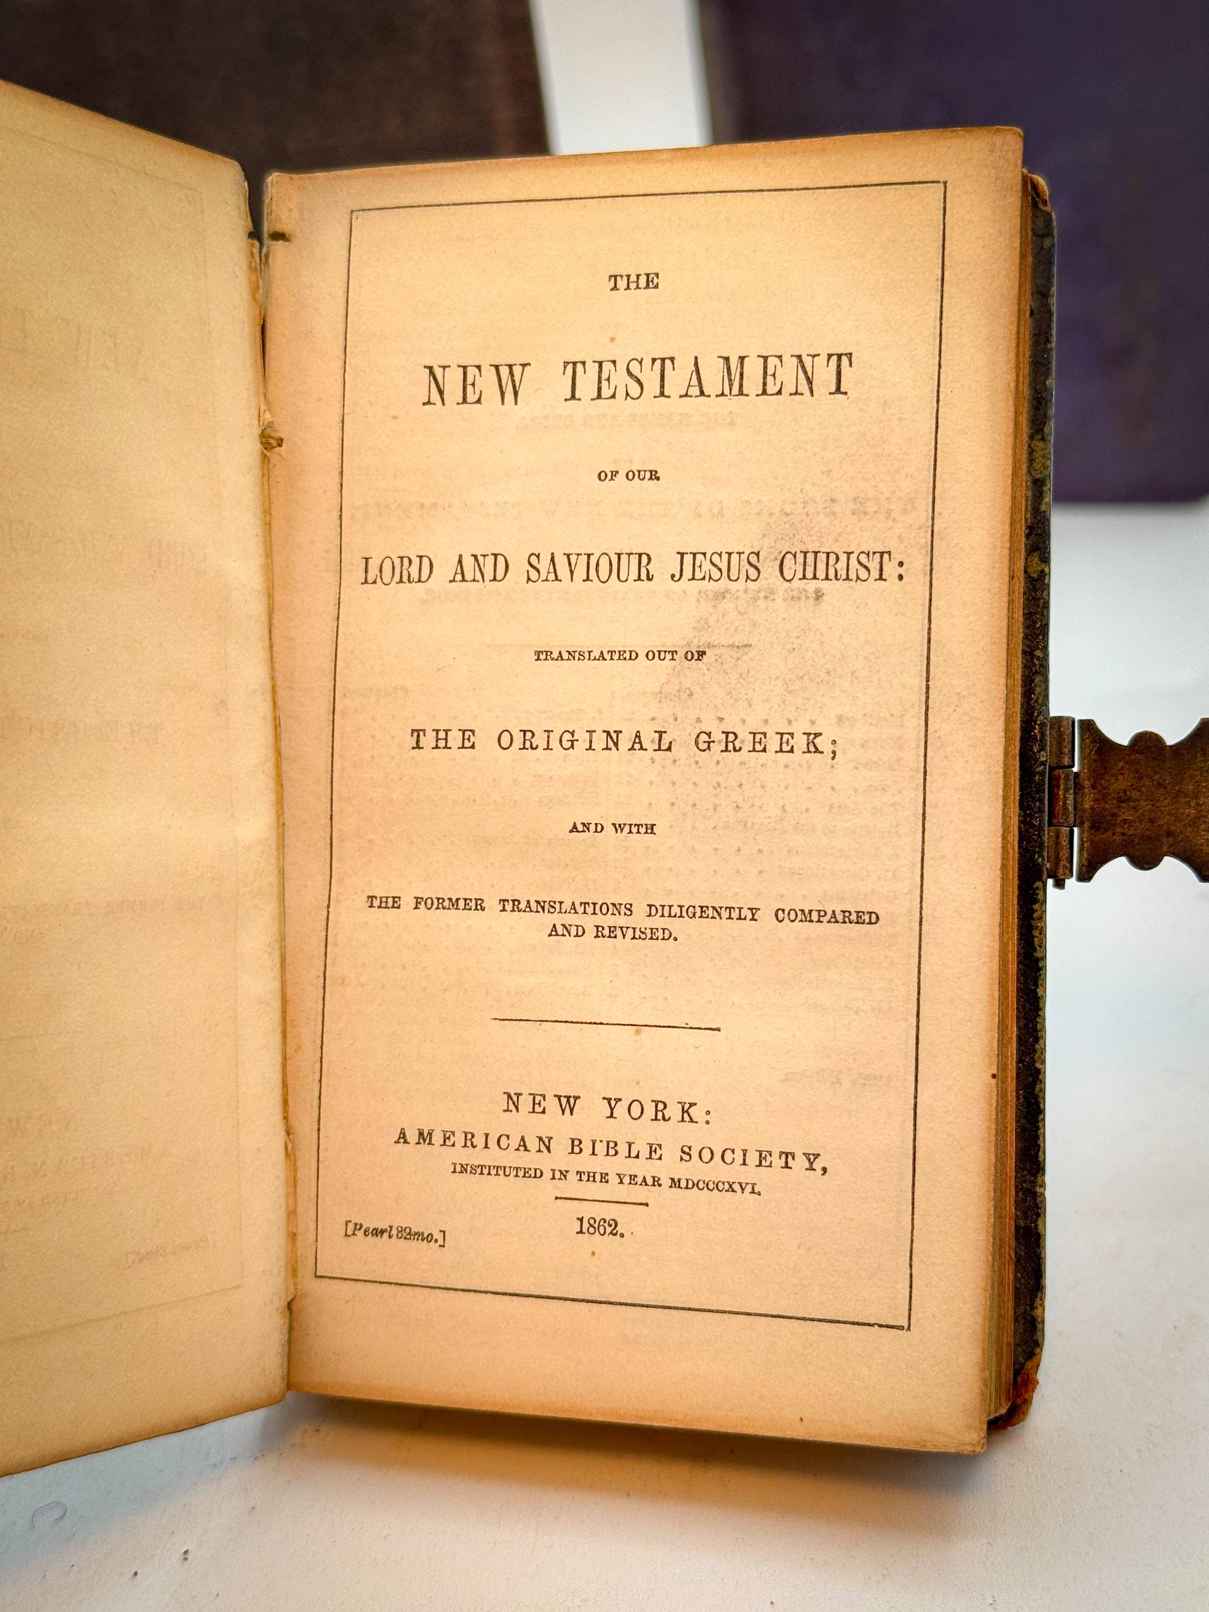 THE
NEW TESTAMENT
OF OUR
LORD AND SAVIOUR JESUS CHRIST:
TRANSLATED OUT OF
THE ORIGINAL GREEK;
AND WITH
THE FORMER TRANSLATIONS DILIGENTLY COMPARED
AND REVISED.
NEW YORK:
AMERICAN BIBLE SOCIETY,
INSTITUTED IN THE YEAR MDCCCXVI.
1862.
[Pearl 32mo.]